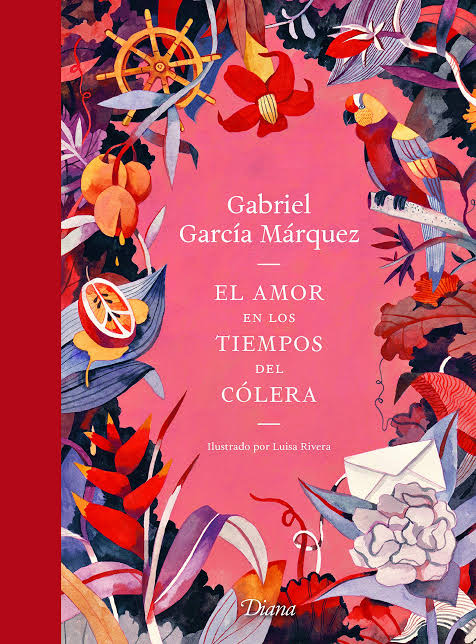 Gabriel
García Márquez
EL AMOR
EN LOS
TIEMPOS
DEL
CÓLERA
Ilustrado por Luisa Rivera
Diana